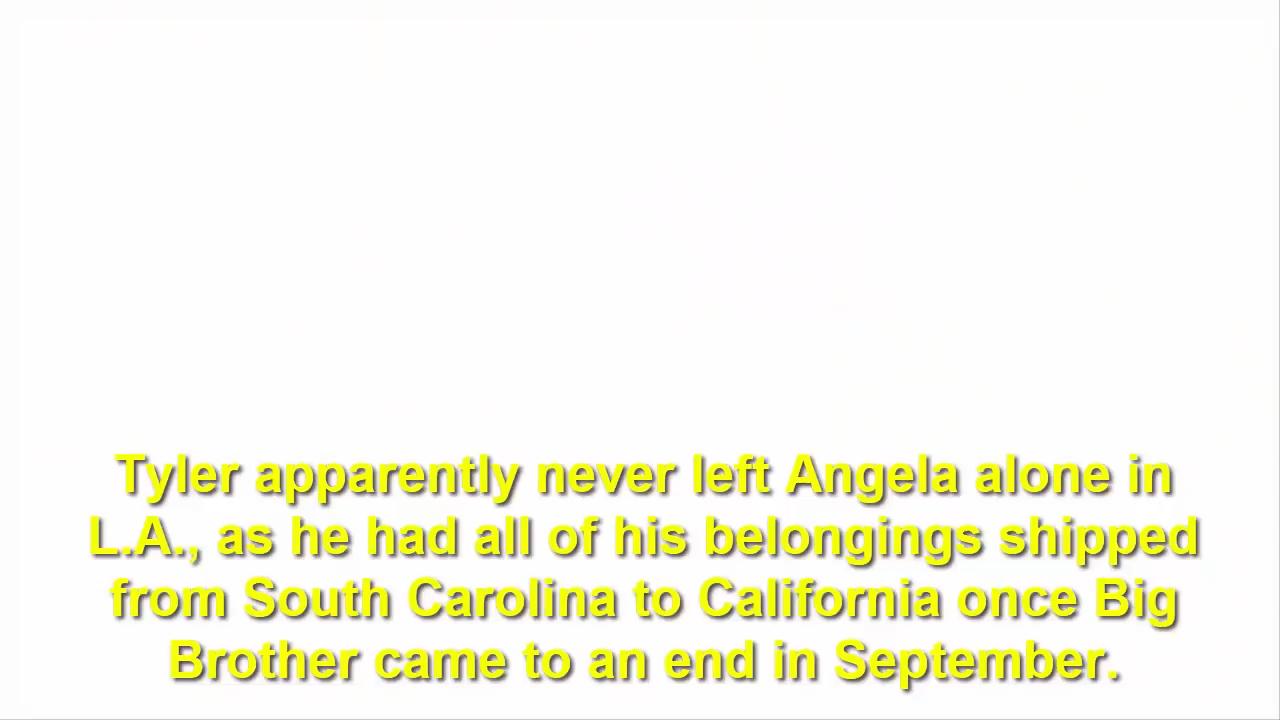 Tyler apparently never left Angela alone in
L.A., as he had all of his belongings shipped
from South Carolina to California once Big
Brother came to an end in September.